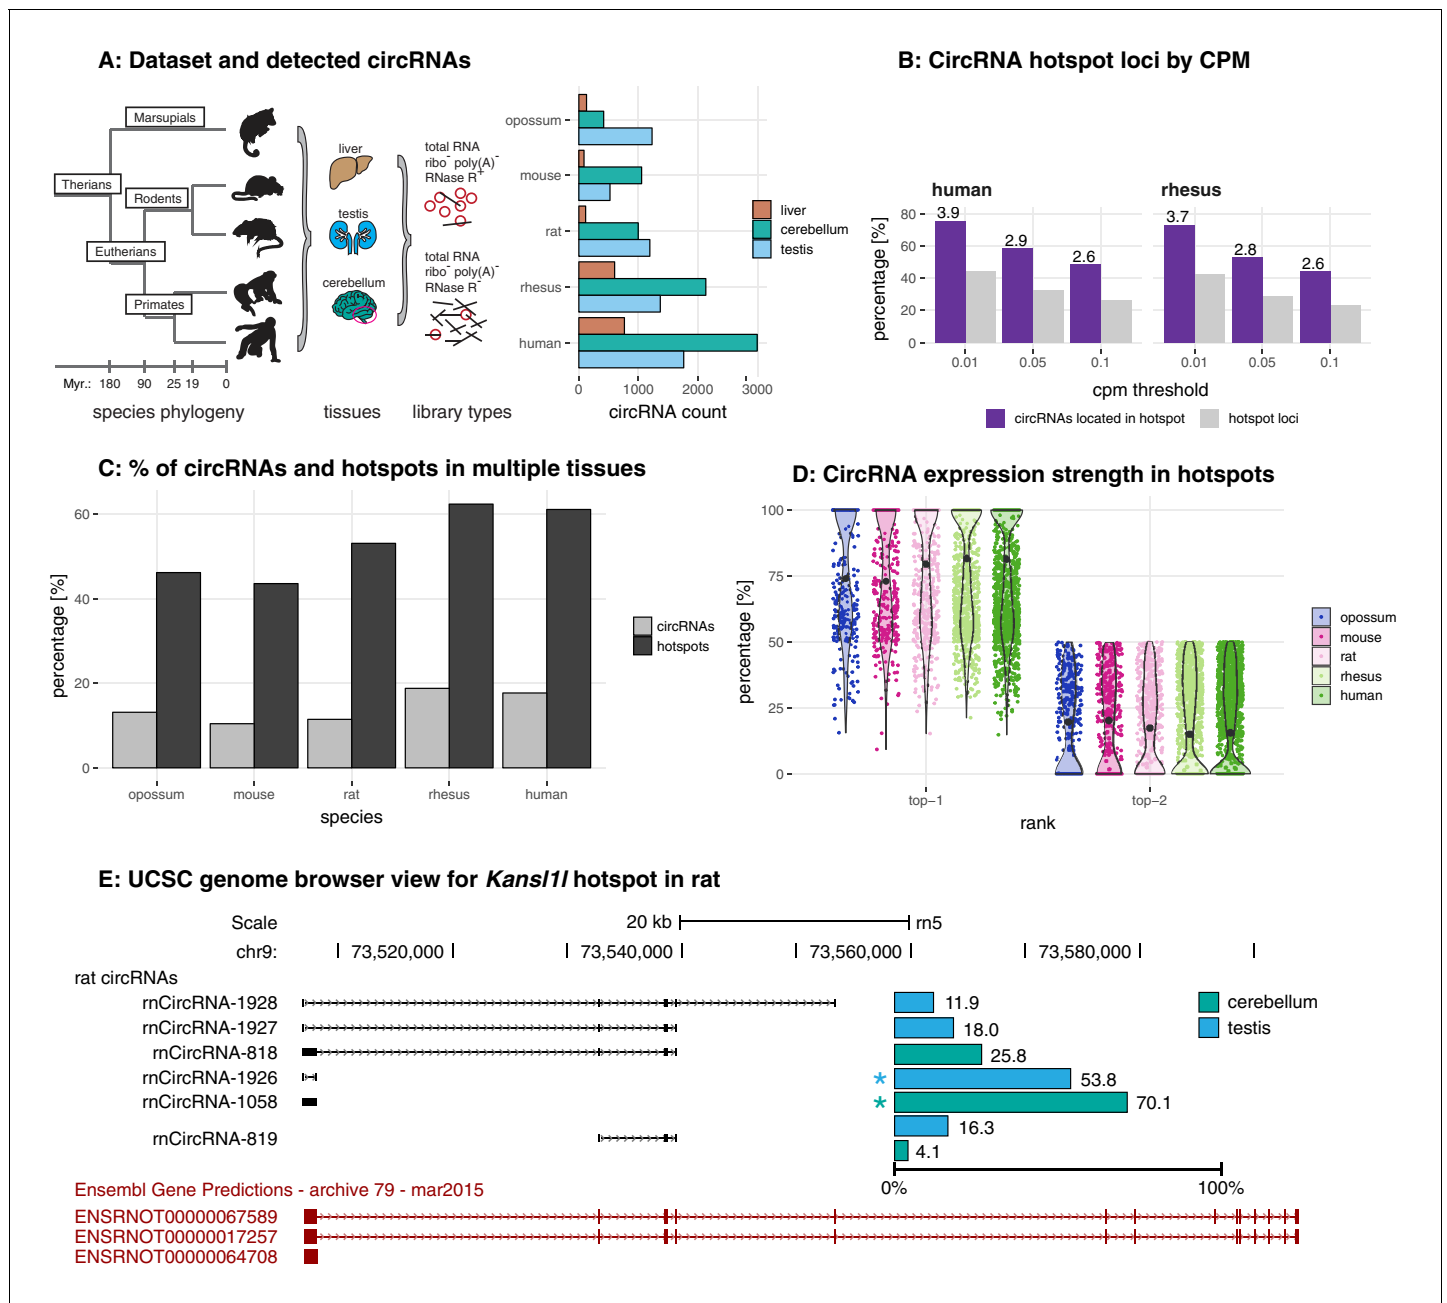 A: Dataset and detected circRNAs
Marsupials
Therians
Rodents
Eutherians
Primates
Myr.: 180 90 25 19 0
species phylogeny
liver
testis
cerebellum
tissues
total RNA
ribo- poly(A)-
RNase R+
total RNA
ribo- poly(A)-
RNase R-
library types
opossum
mouse
rat
rhesus
human
0 1000 2000 3000
circRNA count
liver
cerebellum
testis
B: CircRNA hotspot loci by CPM
human
rhesus
percentage [%]
80
60
40
20
0
3.9
2.9
2.6
3.7
2.8
2.6
0.01 0.05 0.1
0.01 0.05 0.1
cpm threshold
circRNAs located in hotspot
hotspot loci
C: % of circRNAs and hotspots in multiple tissues
percentage [%]
60
40
20
0
opossum mouse rat rhesus human
species
circRNAs
hotspots
D: CircRNA expression strength in hotspots
percentage [%]
100
75
50
25
0
top-1 top-2
rank
opossum
mouse
rat
rhesus
human
E: UCSC genome browser view for Kansl1l hotspot in rat
Scale 20 kb rn5
chr9: 73,520,000 73,540,000 73,560,000 73,580,000
rat circRNAs
rnCircRNA-1928
rnCircRNA-1927
rnCircRNA-818
rnCircRNA-1926
rnCircRNA-1058
rnCircRNA-819
11.9
18.0
25.8
* 53.8
* 70.1
16.3
4.1
0% 100%
cerebellum
testis
Ensembl Gene Predictions - archive 79 - mar2015
ENSRNOT00000067589
ENSRNOT00000017257
ENSRNOT00000064708